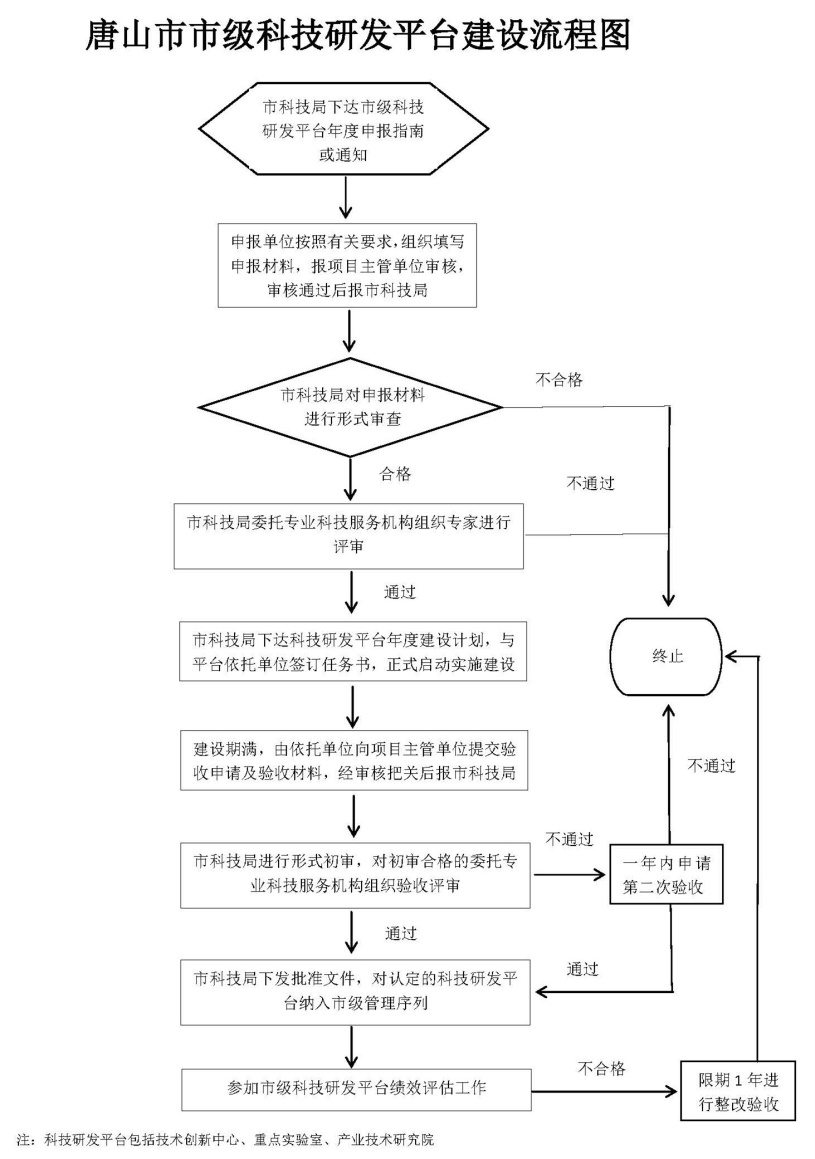 唐山市市级科技研发平台建设流程图
市科技局下达市级科技
研发平台年度申报指南
或通知
申报单位按照有关要求，组织填写
申报材料，报项目主管单位审核，
审核通过后报市科技局
市科技局对申报材料
进行形式审查
不合格
合格
不通过
市科技局委托专业科技服务机构组织专家进行
评审
通过
市科技局下达科技研发平台年度建设计划，与
平台依托单位签订任务书，正式启动实施建设
终止
建设期满，由依托单位向项目主管单位提交验
收申请及验收材料，经审核把关后报市科技局
不通过
不通过
市科技局进行形式初审，对初审合格的委托专
业科技服务机构组织验收评审
一年内申请
第二次验收
通过
通过
市科技局下发批准文件，对认定的科技研发平
台纳入市级管理序列
不合格
参加市级科技研发平台绩效评估工作
限期 1 年进
行整改验收
注：科技研发平台包括技术创新中心、重点实验室、产业技术研究院